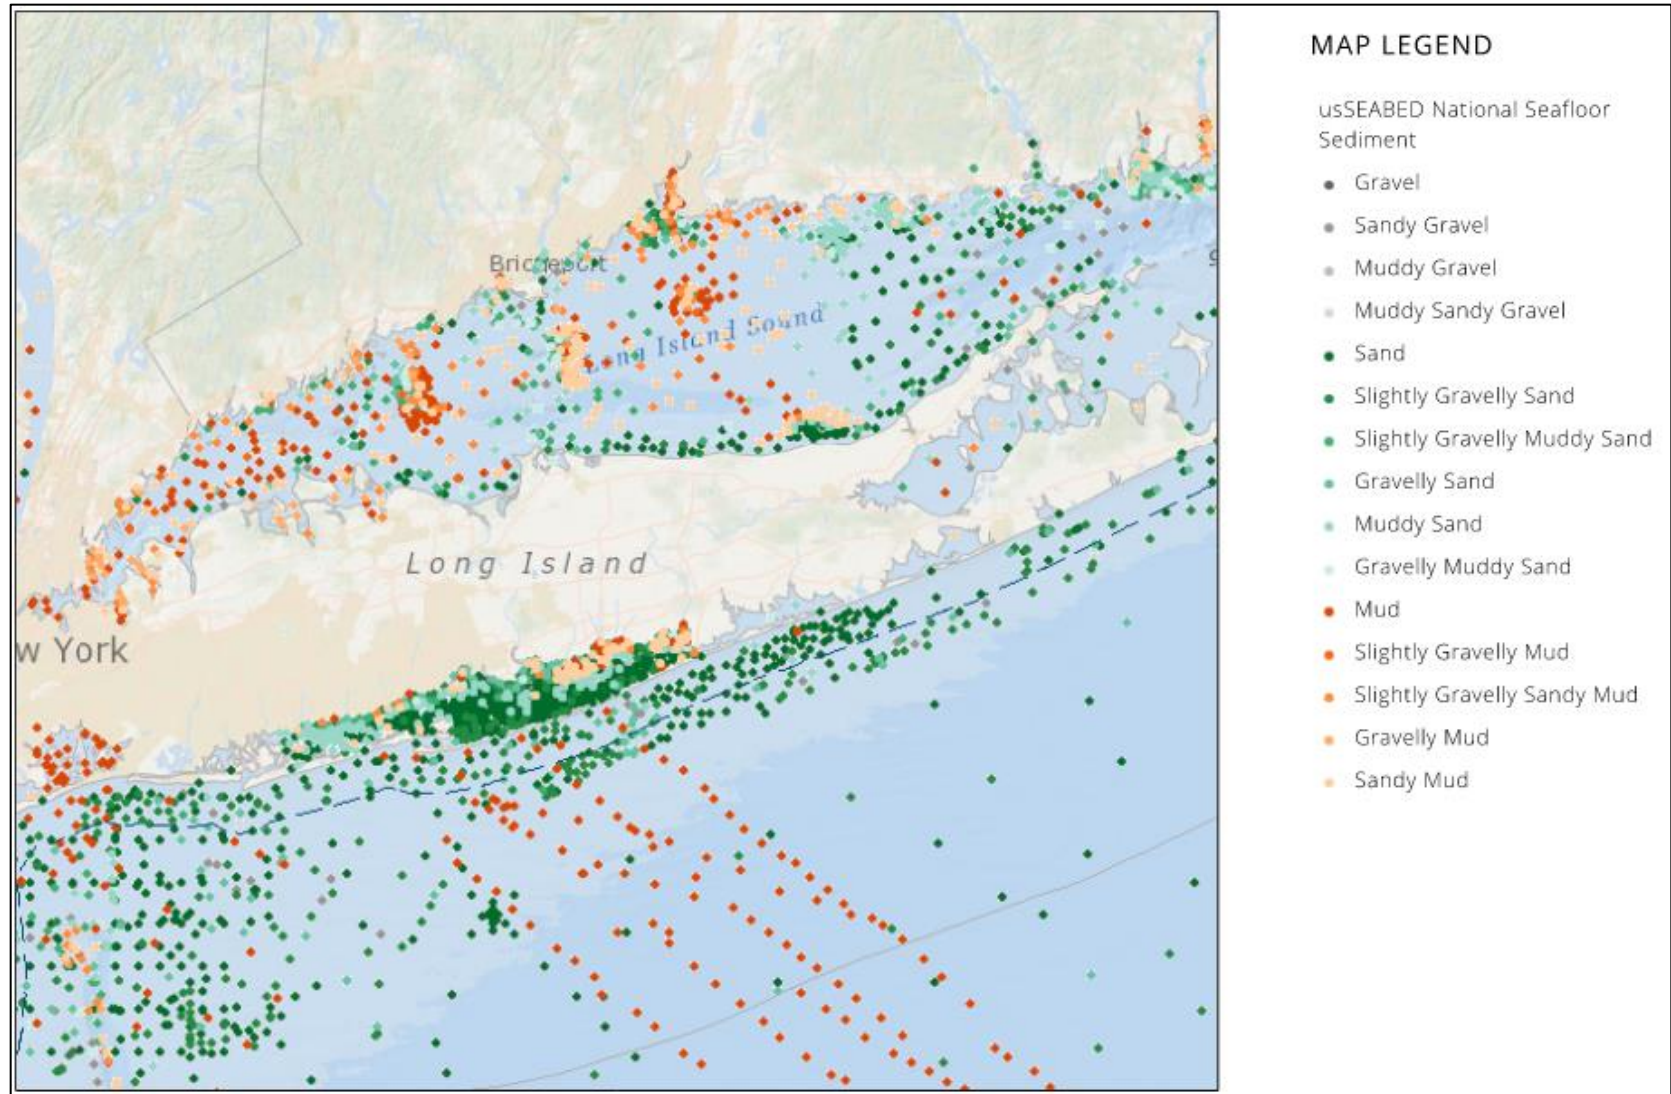 MAP LEGEND
usSEABED National Seafloor
Sediment
Gravel
Sandy Gravel
Muddy Gravel
Muddy Sandy Gravel
Sand
Slightly Gravelly Sand
Slightly Gravelly Muddy Sand
Gravelly Sand
Muddy Sand
Gravelly Muddy Sand
Mud
Slightly Gravelly Mud
Slightly Gravelly Sandy Mud
Gravelly Mud
Sandy Mud
Bridgeport
Long Island Sound
Long Island
w York